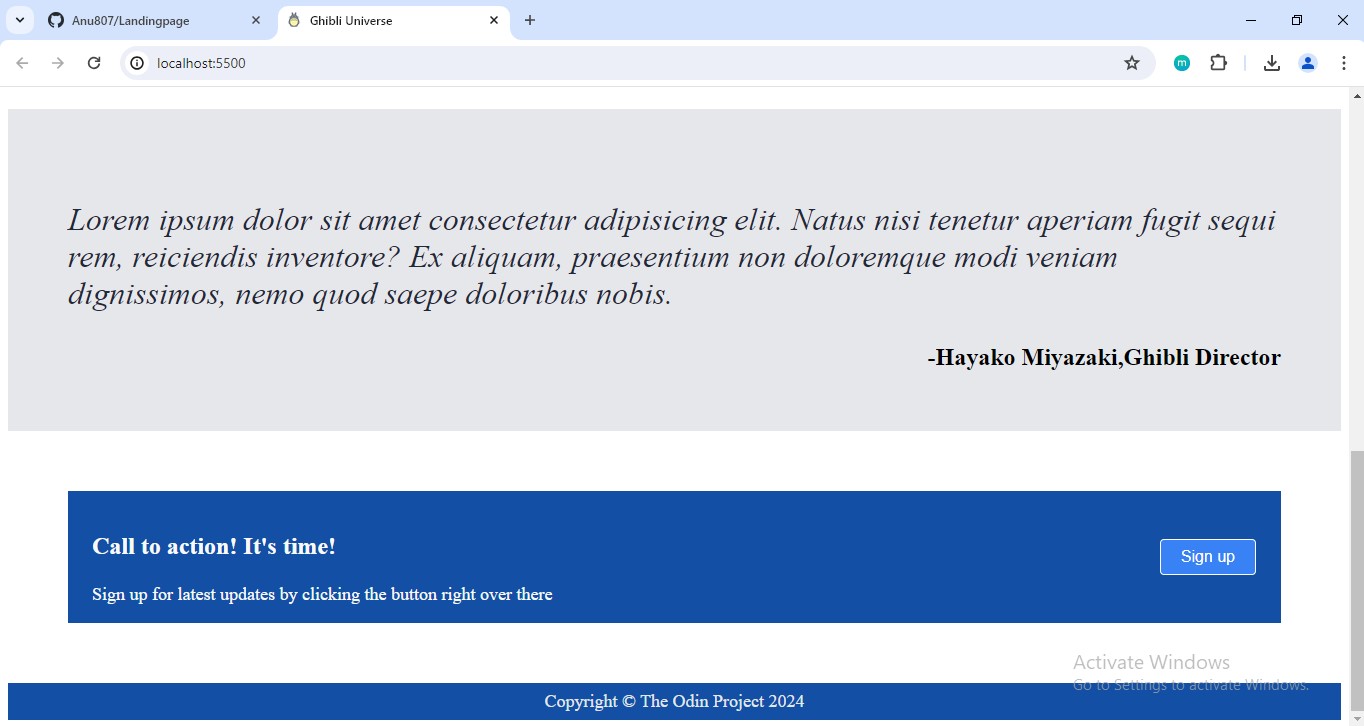 Anu807/Landingpage
Ghibli Universe
localhost:5500
m
Lorem ipsum dolor sit amet consectetur adipisicing elit. Natus nisi tenetur aperiam fugit sequi
rem, reiciendis inventore? Ex aliquam, praesentium non doloremque modi veniam
dignissimos, nemo quod saepe doloribus nobis.
-Hayako Miyazaki,Ghibli Director
Call to action! It's time!
Sign up
Sign up for latest updates by clicking the button right over there
Activate Windows
Go to Settings to activate Windows.
Copyright © The Odin Project 2024